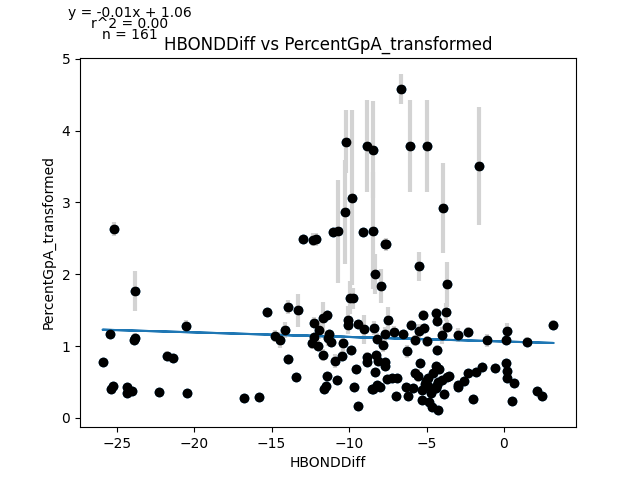 y = -0.01x + 1.06
r^2 = 0.00
n = 161
HBONDDiff vs PercentGpA_transformed
PercentGpA_transformed
5
4
3
2
1
0
−25
−20
−15
−10
−5
0
HBONDDiff